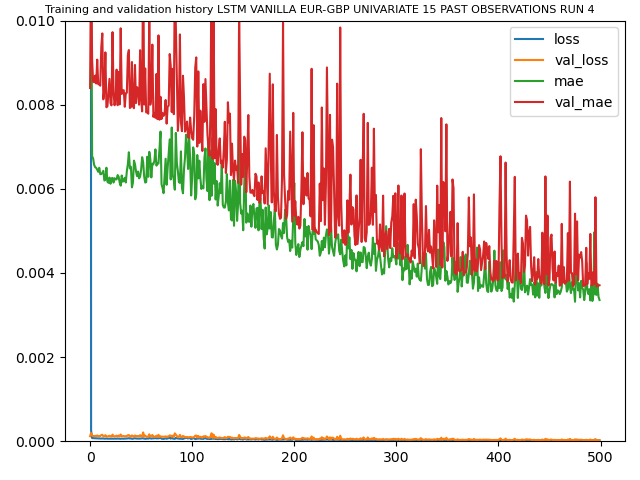 Training and validation history LSTM VANILLA EUR-GBP UNIVARIATE 15 PAST OBSERVATIONS RUN 4
0.010
0.008
0.006
0.004
0.002
0.000
0
100
200
300
400
500
loss
val_loss
mae
val_mae